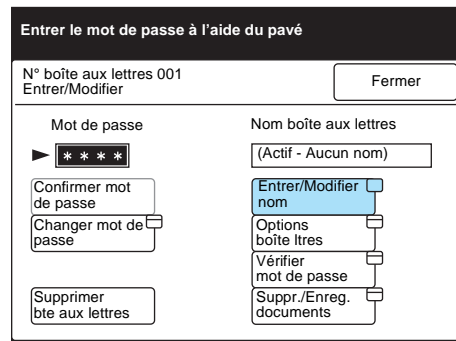 Entrer le mot de passe à l'aide du pavé
N° boîte aux lettres 001
Entrer/Modifier
Fermer
Mot de passe
* * * *
Confirmer mot
de passe
Changer mot de
passe
Supprimer
bte aux lettres
Nom boîte aux lettres
(Actif - Aucun nom)
Entrer/Modifier
nom
Options
boîte ltres
Vérifier
mot de passe
Suppr./Enreg.
documents